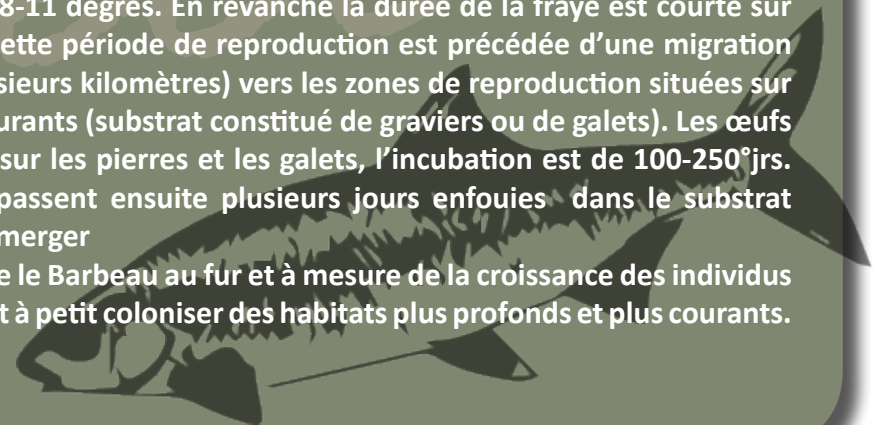 8-11 degrés. En revanche la durée de la fraye est courte sur
ette période de reproduction est précédée d’une migration
sieurs kilomètres) vers les zones de reproduction situées sur
urants (substrat constitué de graviers ou de galets). Les œufs
sur les pierres et les galets, l’incubation est de 100-250°jrs.
passent ensuite plusieurs jours enfouies dans le substrat
merger
e le Barbeau au fur et à mesure de la croissance des individus
t à petit coloniser des habitats plus profonds et plus courants.